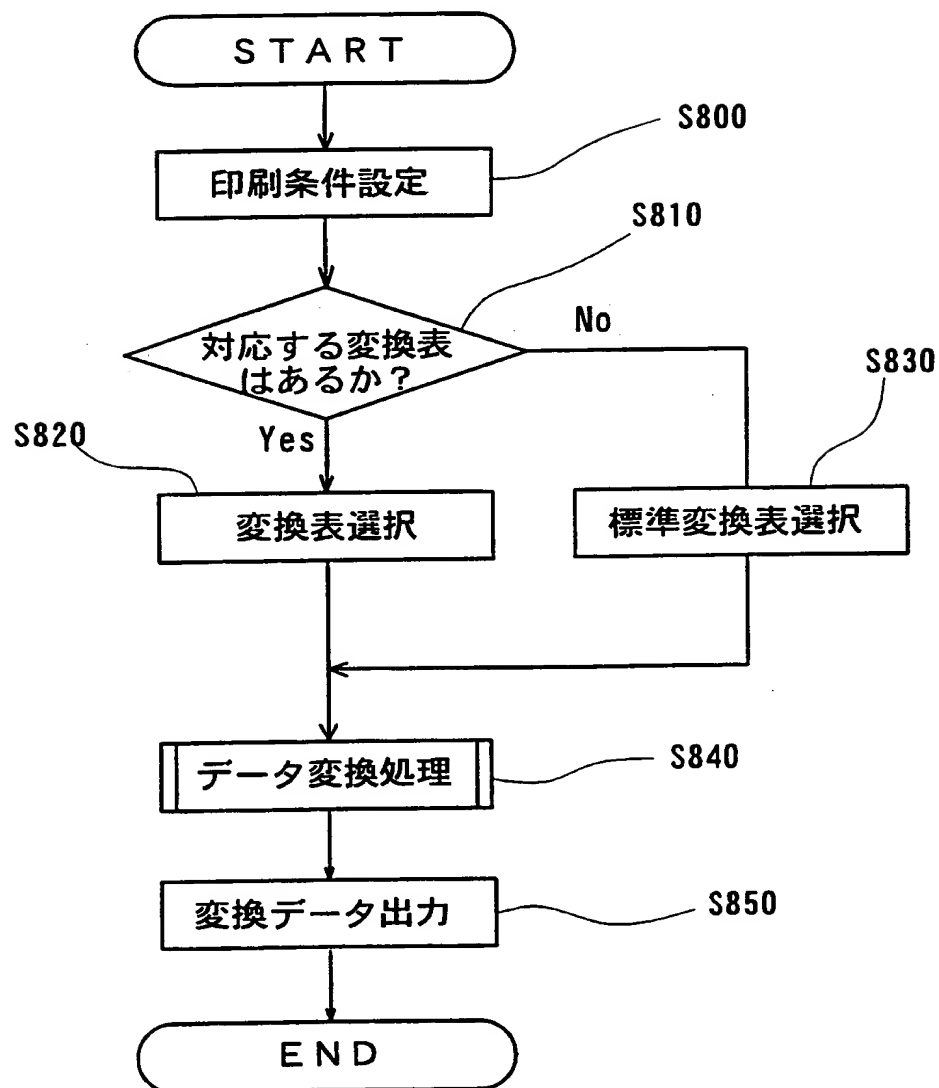 START
S800
印刷条件設定
S810
対応する変換表
はあるか?
No
S830
S820
Yes
変換表選択
標準変換表選択
データ変換処理
S840
変換データ出力
S850
END